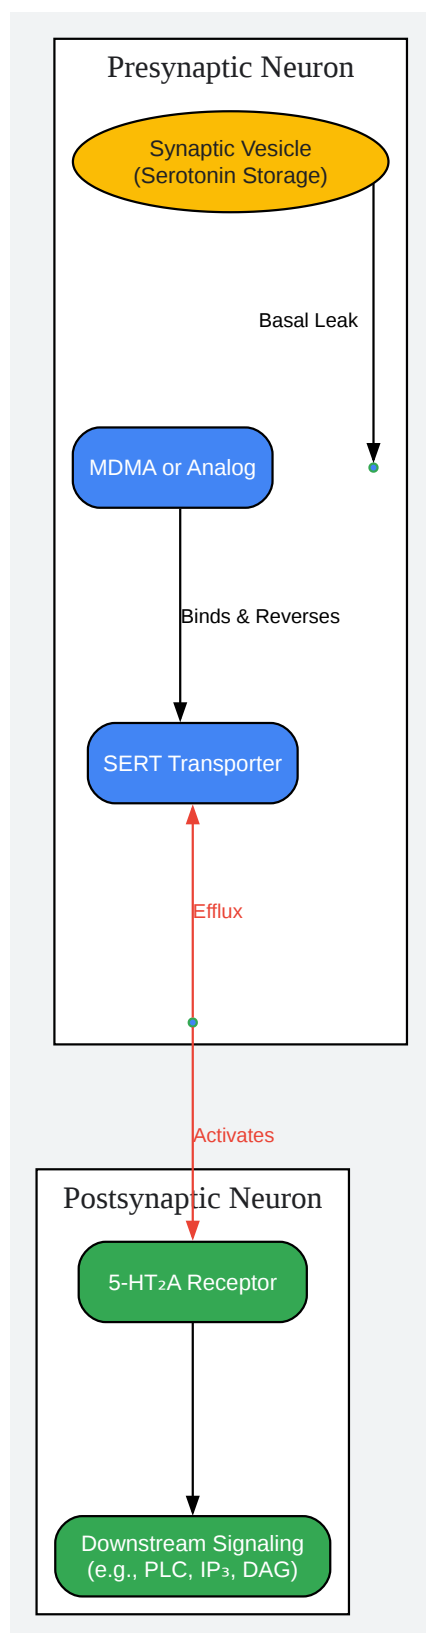 Presynaptic Neuron
Synaptic Vesicle
(Serotonin Storage)
Basal Leak
MDMA or Analog
Binds & Reverses
SERT Transporter
Efflux
Activates
Postsynaptic Neuron
5-HT₂A Receptor
Downstream Signaling
(e.g., PLC, IP₃, DAG)